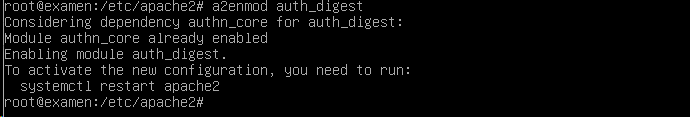 root@examen:/etc/apache2# a2enmod auth_digest
Considering dependency authn_core for auth_digest:
Module authn_core already enabled
Enabling module auth_digest.
To activate the new configuration, you need to run:
  systemctl restart apache2
root@examen:/etc/apache2#